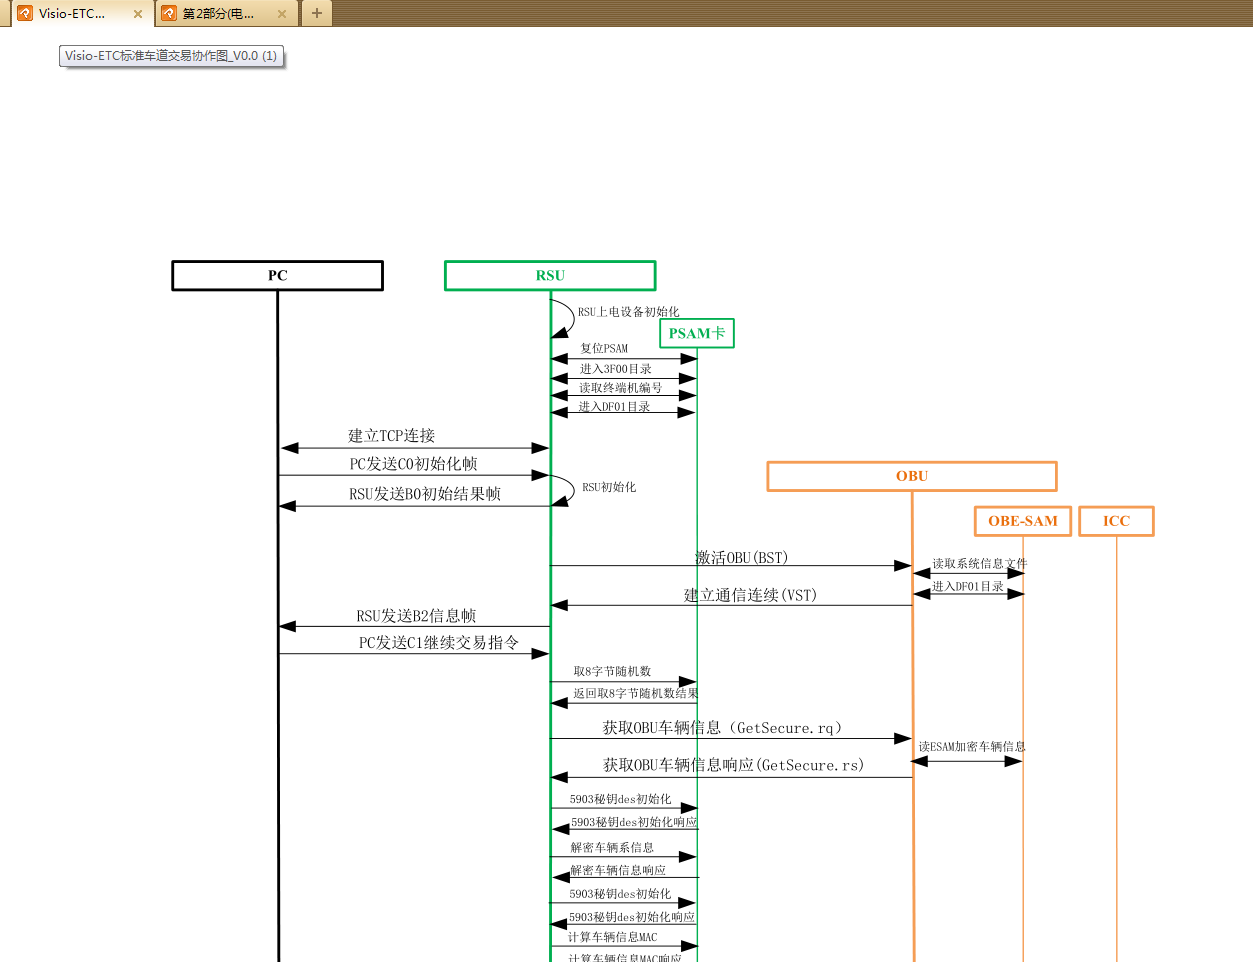 Visio-ETC...
第2部分(电...
Visio-ETC标准车道交易协作图_V0.0 (1)
PC
RSU
RSU上电设备初始化
PSAM卡
复位PSAM
进入3F00目录
读取终端机编号
进入DF01目录
建立TCP连接
PC发送C0初始化帧
OBU
RSU发送B0初始结果帧
RSU初始化
OBE-SAM
ICC
激活OBU(BST)
读取系统信息文件
进入DF01目录
建立通信连续(VST)
RSU发送B2信息帧
PC发送C1继续交易指令
取8字节随机数
返回取8字节随机数结果
获取OBU车辆信息（GetSecure.rq）
读ESAM加密车辆信息
获取OBU车辆信息响应(GetSecure.rs)
5903秘钥des初始化
5903秘钥des初始化响应
解密车辆系信息
解密车辆信息响应
5903秘钥des初始化
5903秘钥des初始化响应
计算车辆信息MAC
计算车辆信息MAC响应